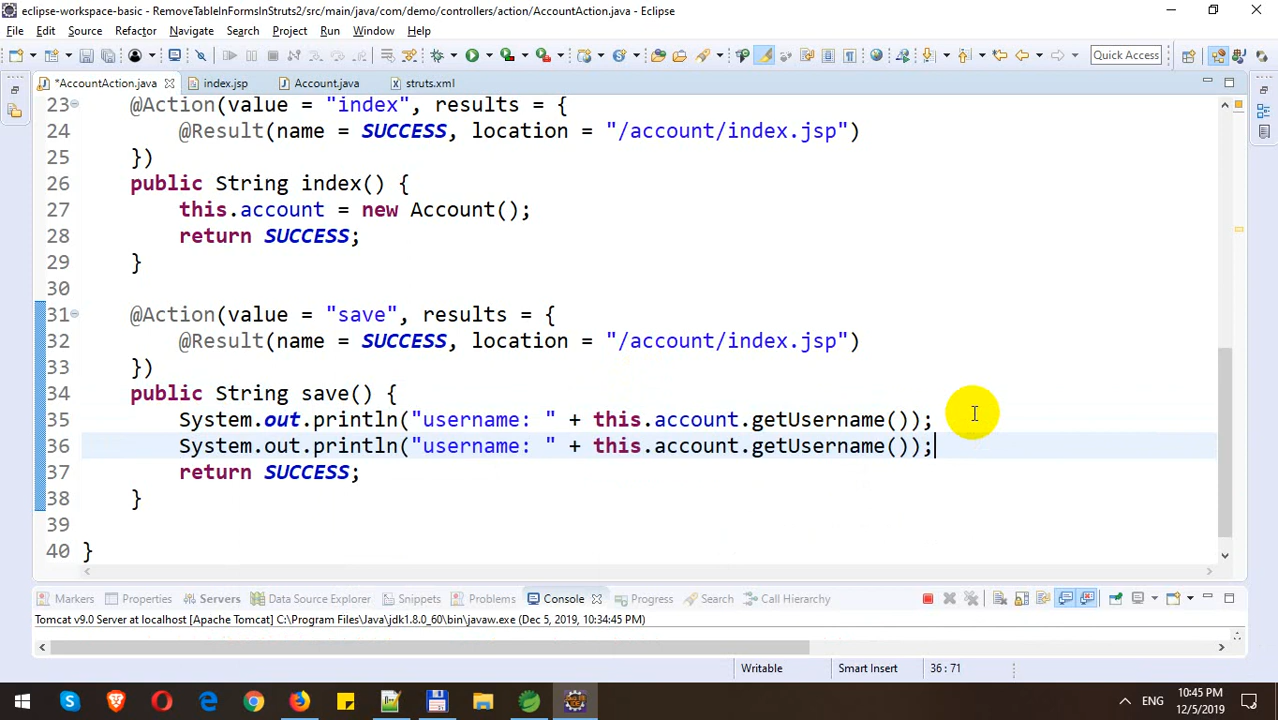 eclipse-workspace-basic - RemoveTableInFormsInStruts2/src/main/java/com/demo/controllers/action/AccountAction.java - Eclipse
File Edit Source Refactor Navigate Search Project Run Window Help
Quick Access
*AccountAction.java index.jsp Account.java struts.xml
23 @Action(value = "index", results = {
24 @Result(name = SUCCESS, location = "/account/index.jsp")
25 })
26 public String index() {
27 this.account = new Account();
28 return SUCCESS;
29 }
30
31 @Action(value = "save", results = {
32 @Result(name = SUCCESS, location = "/account/index.jsp")
33 })
34 public String save() {
35 System.out.println("username: " + this.account.getUsername());
36 System.out.println("username: " + this.account.getUsername());
37 return SUCCESS;
38 }
39
40 }
Markers Properties Servers Data Source Explorer Snippets Problems Console Progress Search Call Hierarchy
Tomcat v9.0 Server at localhost [Apache Tomcat] C:\Program Files\Java\jdk1.8.0_60\bin\javaw.exe (Dec 5, 2019, 10:34:45 PM)
Writable Smart Insert 36 : 71
ENG
10:45 PM
12/5/2019